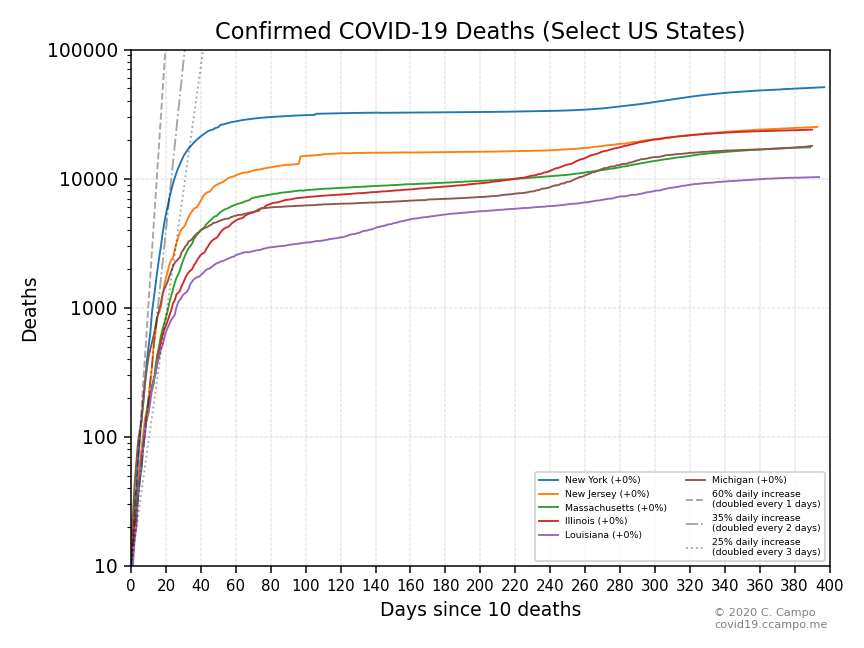 Confirmed COVID-19 Deaths (Select US States)
100000
10000
1000
100
10
Deaths
0 20 40 60 80 100 120 140 160 180 200 220 240 260 280 300 320 340 360 380 400
Days since 10 deaths
New York (+0%)
New Jersey (+0%)
Massachusetts (+0%)
Illinois (+0%)
Louisiana (+0%)
Michigan (+0%)
60% daily increase
(doubled every 1 days)
35% daily increase
(doubled every 2 days)
25% daily increase
(doubled every 3 days)
© 2020 C. Campo
covid19.ccampo.me